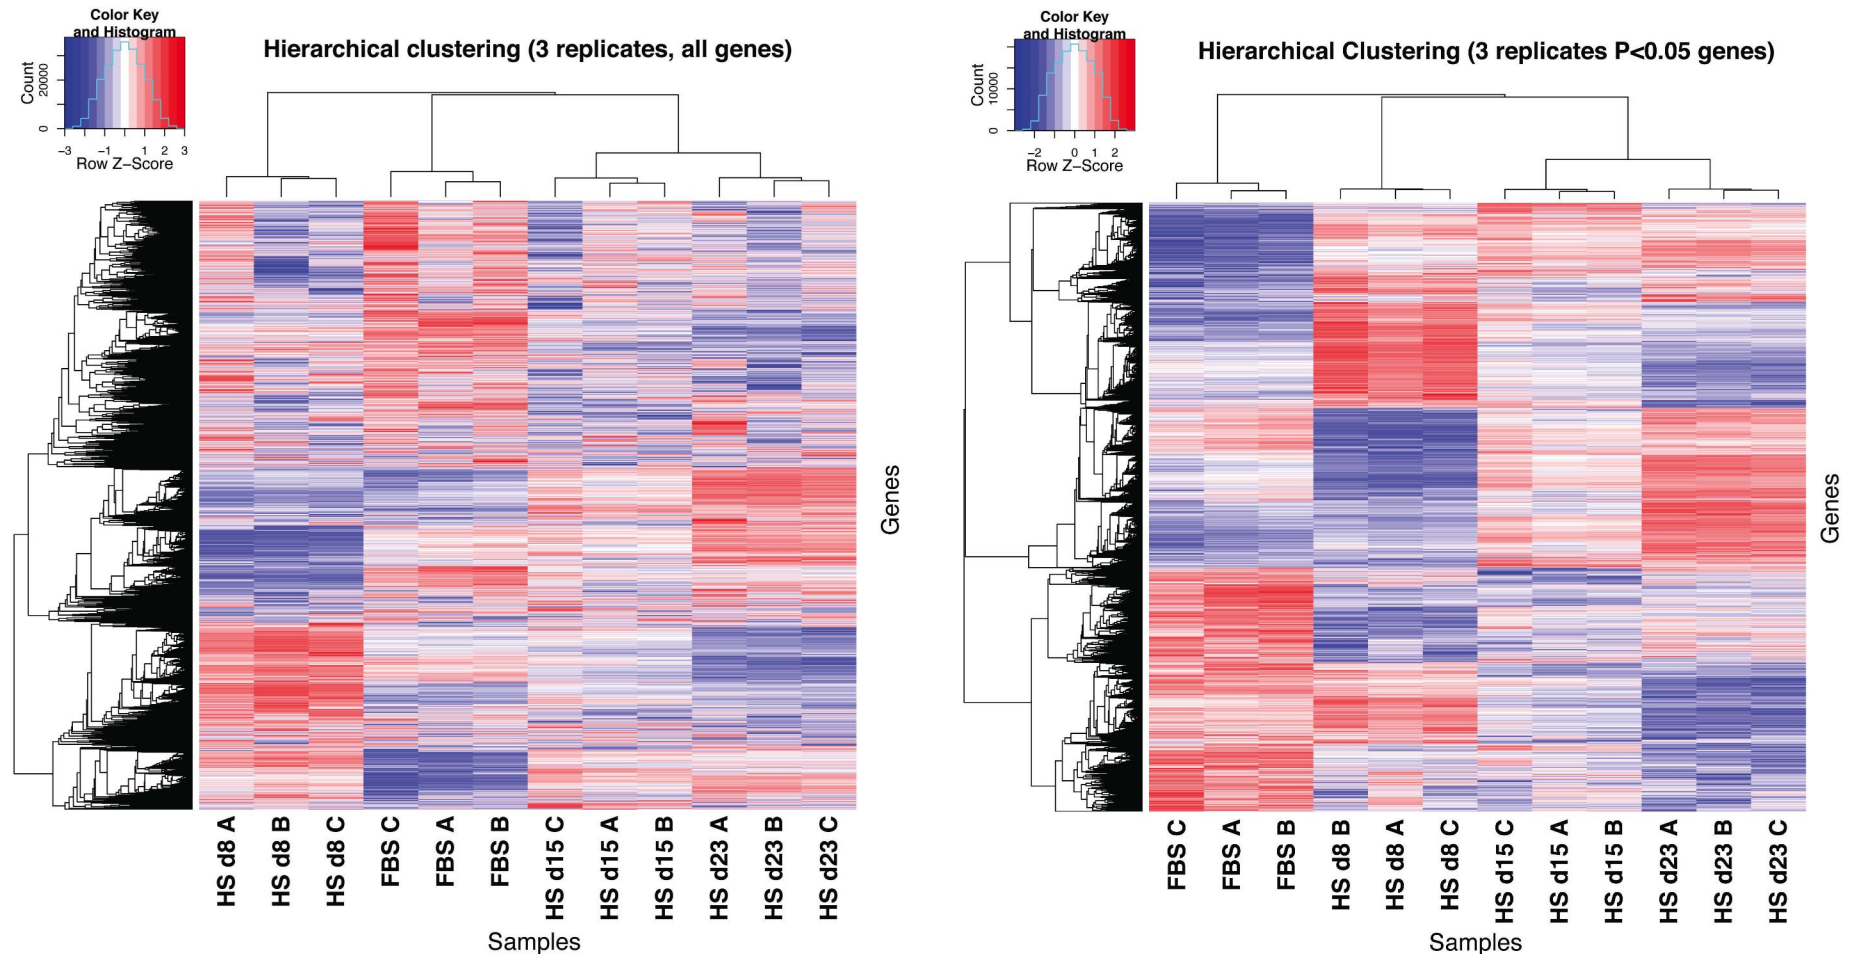 Color Key
and Histogram
Count
0 20000
−3 −1 1 2 3
Row Z−Score
Hierarchical clustering (3 replicates, all genes)
Genes
HS d8 A
HS d8 B
HS d8 C
FBS C
FBS A
FBS B
HS d15 C
HS d15 A
HS d15 B
HS d23 A
HS d23 B
HS d23 C
Samples
Color Key
and Histogram
Count
0 10000
−2 0 1 2
Row Z−Score
Hierarchical Clustering (3 replicates P<0.05 genes)
Genes
FBS C
FBS A
FBS B
HS d8 B
HS d8 A
HS d8 C
HS d15 C
HS d15 A
HS d15 B
HS d23 A
HS d23 B
HS d23 C
Samples